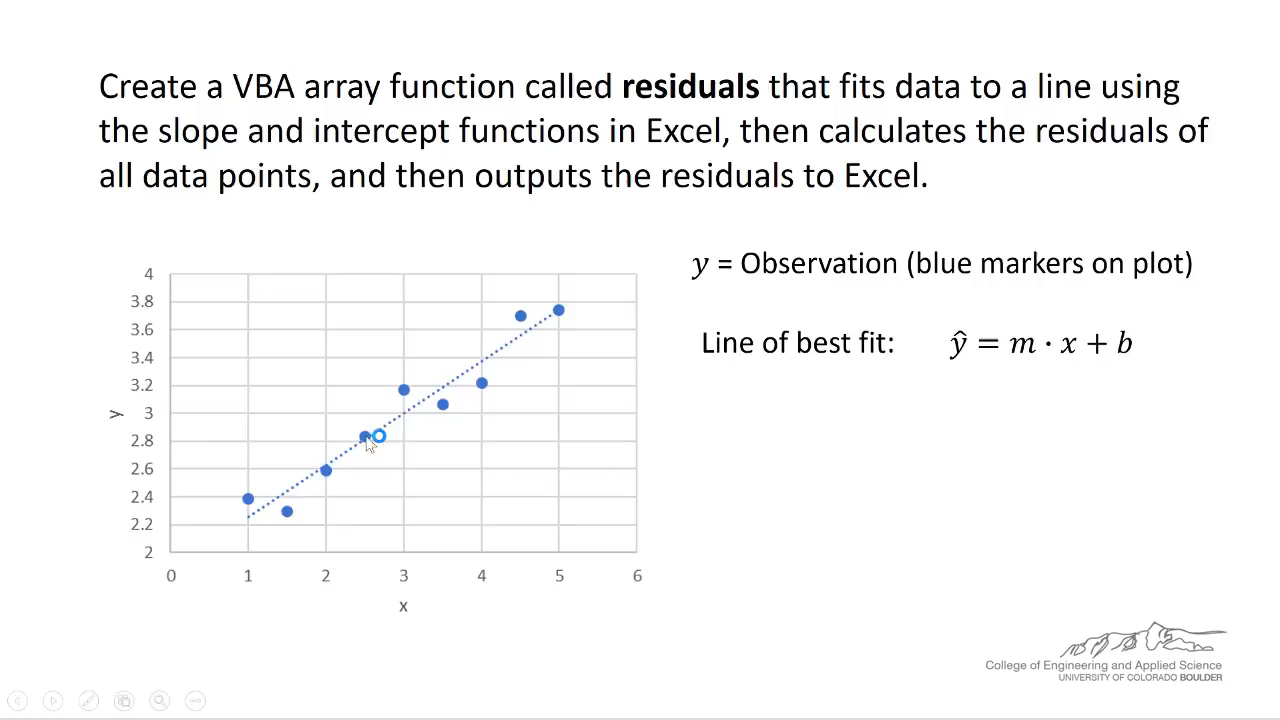 Create a VBA array function called residuals that fits data to a line using
the slope and intercept functions in Excel, then calculates the residuals of
all data points, and then outputs the residuals to Excel.
y = Observation (blue markers on plot)
Line of best fit: ŷ = m · x + b
4
3.8
3.6
3.4
3.2
3
2.8
2.6
2.4
2.2
2
y
0 1 2 3 4 5 6
x
College of Engineering and Applied Science
UNIVERSITY OF COLORADO BOULDER